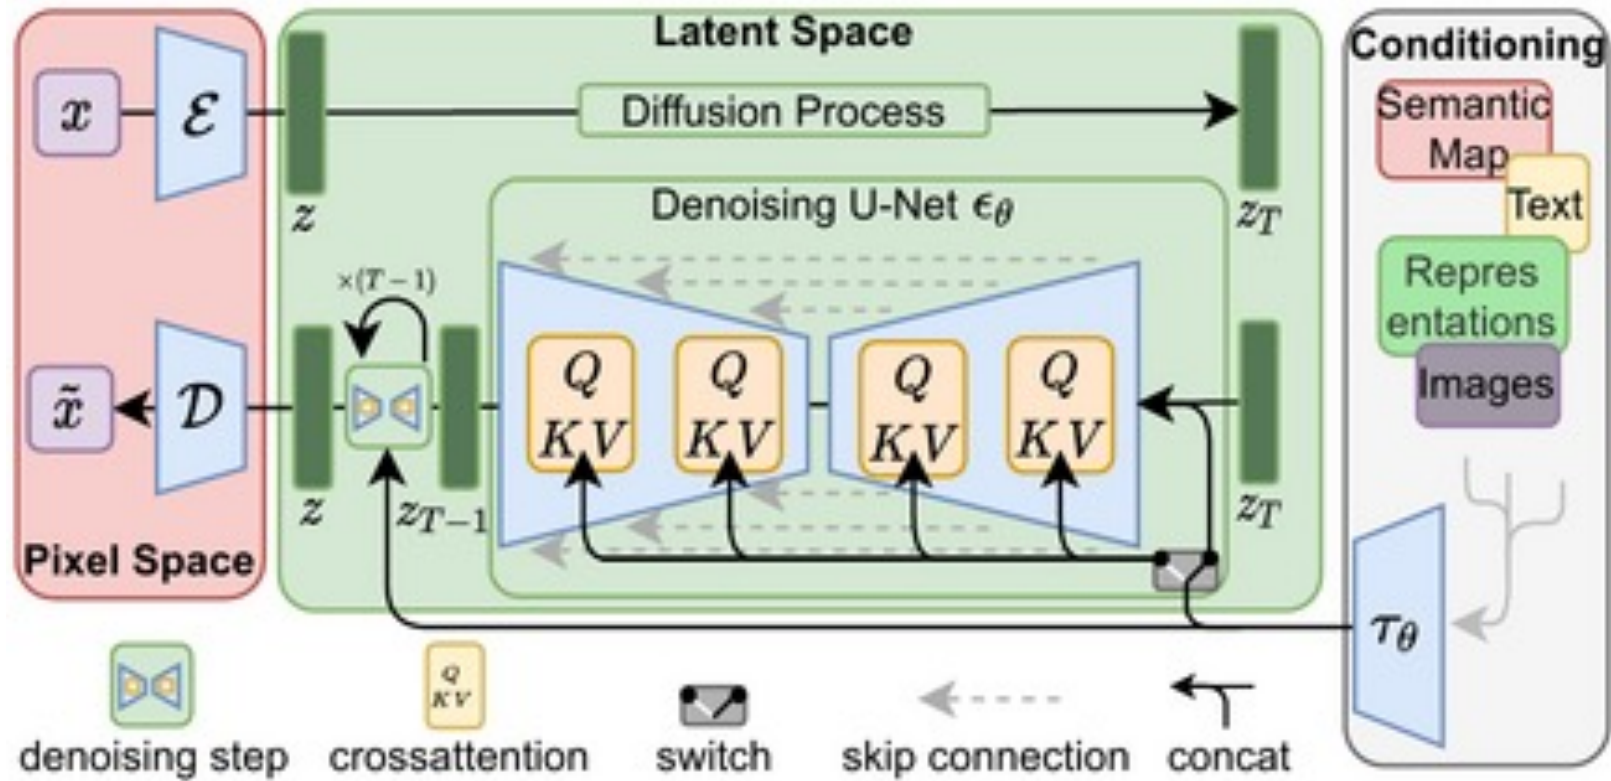 Latent Space
Conditioning
x
ℰ
Diffusion Process
Semantic
Map
Text
z
Denoising U-Net ϵ_θ
z_T
×(T−1)
Repres
entations
Images
x̃
𝒟
Q
KV
Q
KV
Q
KV
Q
KV
z
z_{T−1}
z_T
Pixel Space
τ_θ
Q
KV
denoising step
crossattention
switch
skip connection
concat